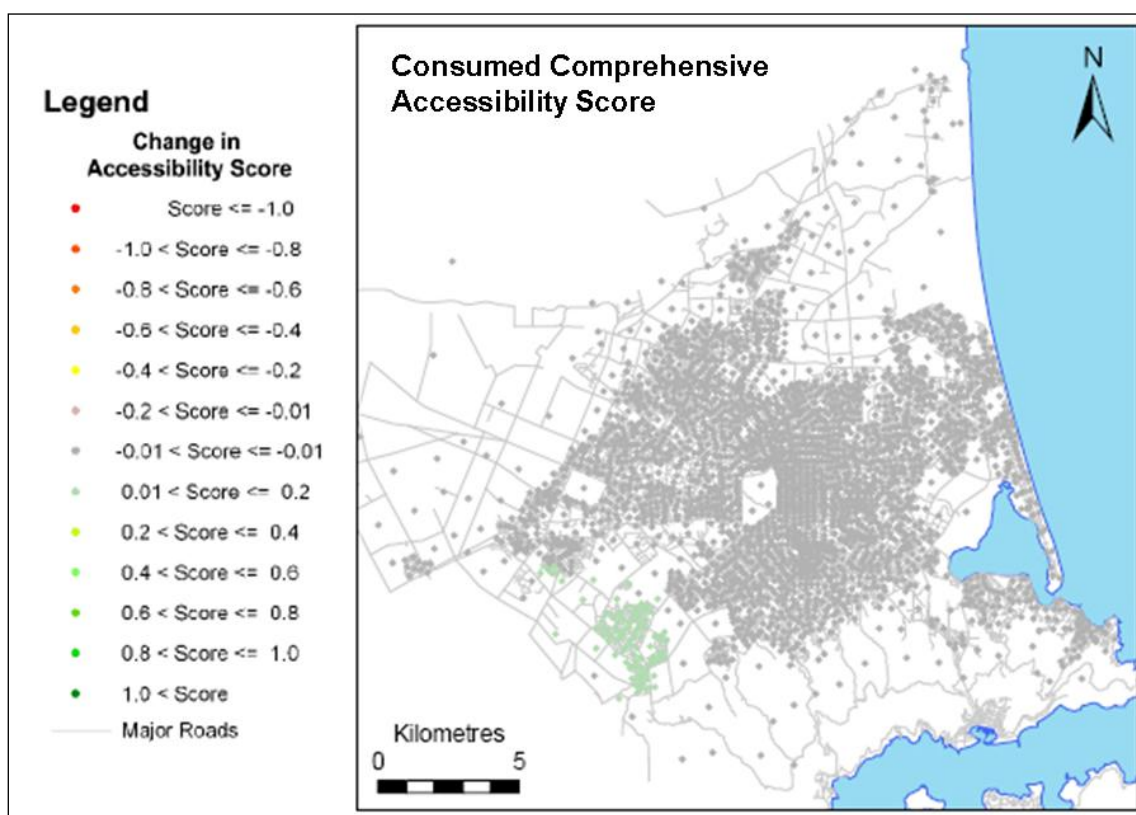 Legend
Change in
Accessibility Score
Score <= -1.0
-1.0 < Score <= -0.8
-0.8 < Score <= -0.6
-0.6 < Score <= -0.4
-0.4 < Score <= -0.2
-0.2 < Score <= -0.01
-0.01 < Score <= -0.01
0.01 < Score <= 0.2
0.2 < Score <= 0.4
0.4 < Score <= 0.6
0.6 < Score <= 0.8
0.8 < Score <= 1.0
1.0 < Score
Major Roads
Consumed Comprehensive
Accessibility Score
N
Kilometres
0 5